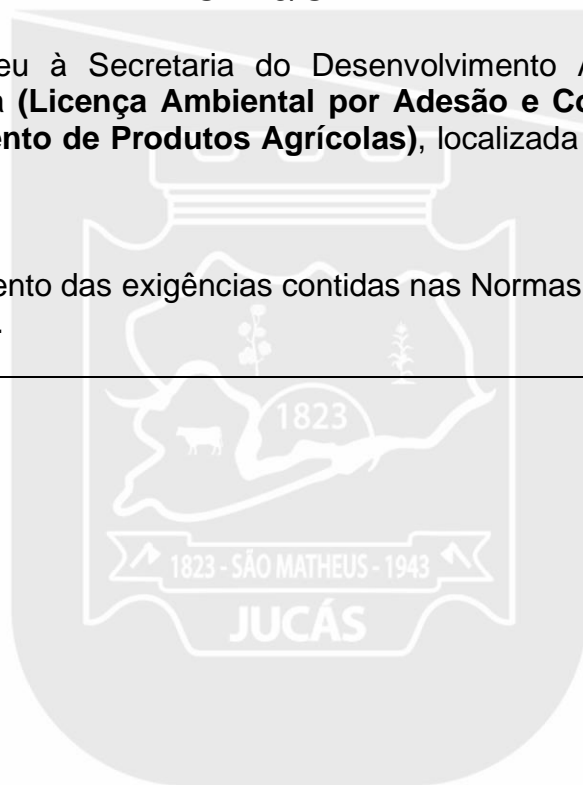 eu à Secretaria do Desenvolvimento A
(Licença Ambiental por Adesão e Co
nto de Produtos Agrícolas), localizada
ento das exigências contidas nas Normas
.
1823
1823 - SÃO MATHEUS - 1943
JUCÁS